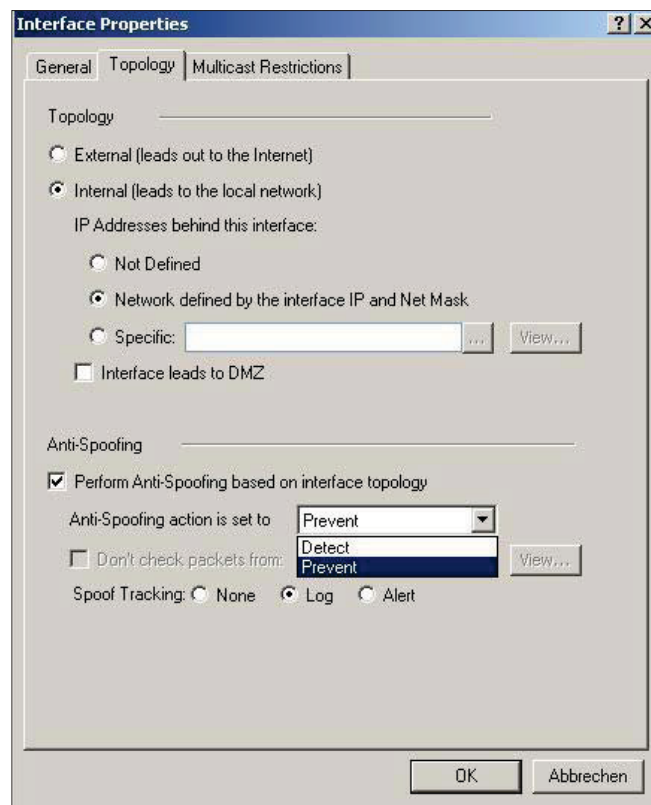 Interface Properties
General Topology Multicast Restrictions
Topology
External (leads out to the Internet)
Internal (leads to the local network)
IP Addresses behind this interface:
Not Defined
Network defined by the interface IP and Net Mask
Specific: ... View...
Interface leads to DMZ
Anti-Spoofing
Perform Anti-Spoofing based on interface topology
Anti-Spoofing action is set to Prevent
Detect
Don't check packets from: Prevent View...
Spoof Tracking: None Log Alert
OK Abbrechen